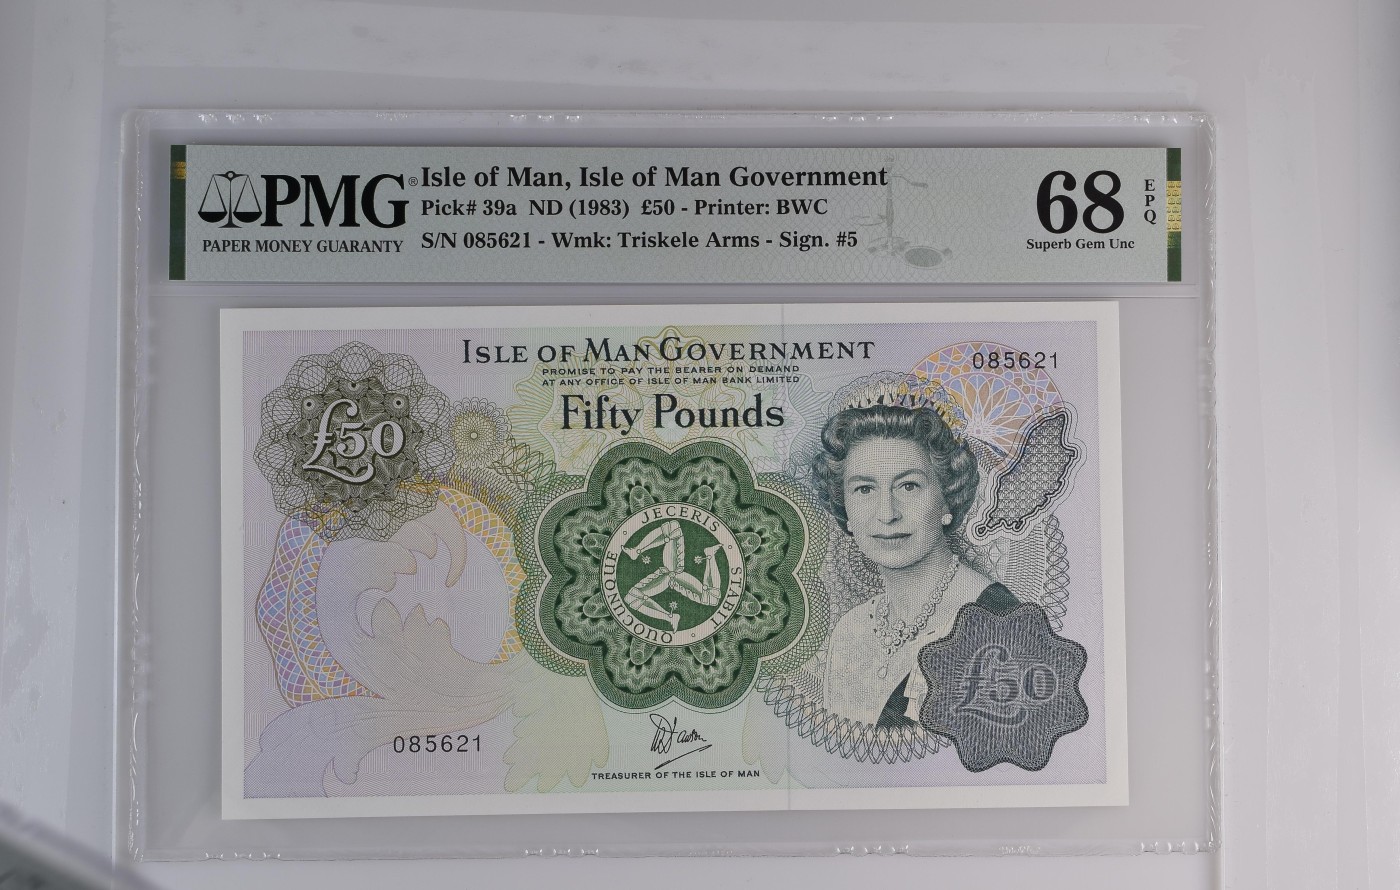 PMG®
PAPER MONEY GUARANTY
Isle of Man, Isle of Man Government
Pick# 39a ND (1983) £50 - Printer: BWC
S/N 085621 - Wmk: Triskele Arms - Sign. #5
68
Superb Gem Unc
EPQ
ISLE OF MAN GOVERNMENT
PROMISE TO PAY THE BEARER ON DEMAND
AT ANY OFFICE OF ISLE OF MAN BANK LIMITED
Fifty Pounds
085621
£50
QUOCUNQUE · JECERIS · STABIT
£50
085621
TREASURER OF THE ISLE OF MAN